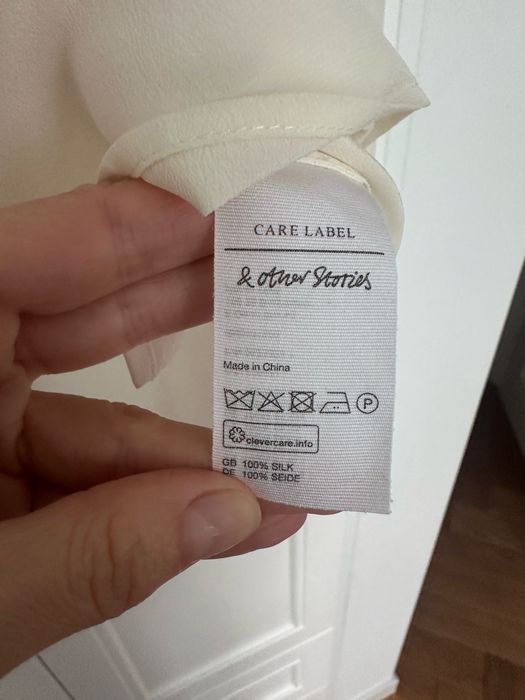 CARE LABEL
& other Stories
Made in China
P
clevercare.info
GB 100% SILK
DE 100% SEIDE